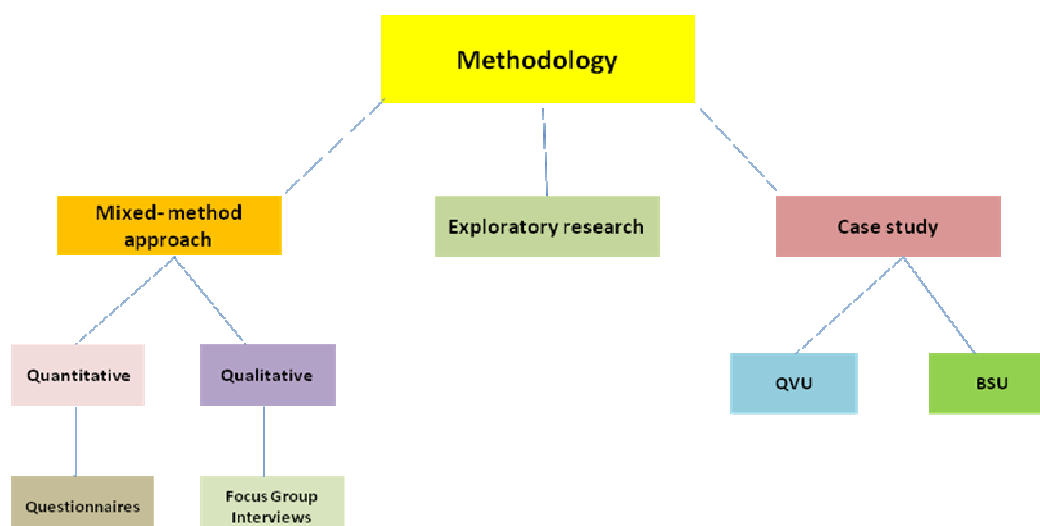 Methodology
Mixed- method
approach
Exploratory research
Case study
Quantitative
Qualitative
QVU
BSU
Questionnaires
Focus Group
Interviews